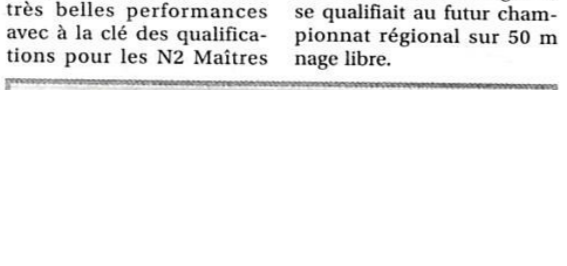 très belles performances
avec à la clé des qualifica-
tions pour les N2 Maîtres
se qualifiait au futur cham-
pionnat régional sur 50 m
nage libre.